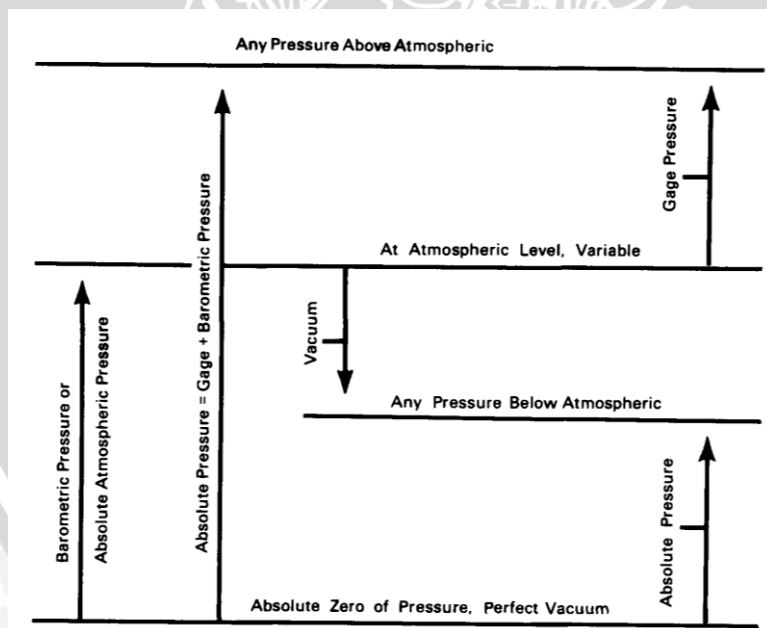 Any Pressure Above Atmospheric
Gage Pressure
Absolute Pressure = Gage + Barometric Pressure
At Atmospheric Level, Variable
Barometric Pressure or
Absolute Atmospheric Pressure
Vacuum
Any Pressure Below Atmospheric
Absolute Pressure
Absolute Zero of Pressure, Perfect Vacuum